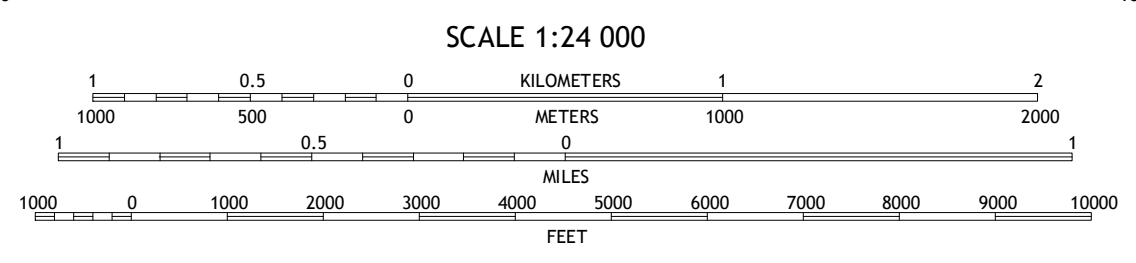 SCALE 1:24 000
1 0.5 0 KILOMETERS 1 2
1000 500 0 METERS 1000 2000
1 0.5 0 1
MILES
1000 0 1000 2000 3000 4000 5000 6000 7000 8000 9000 10000
FEET